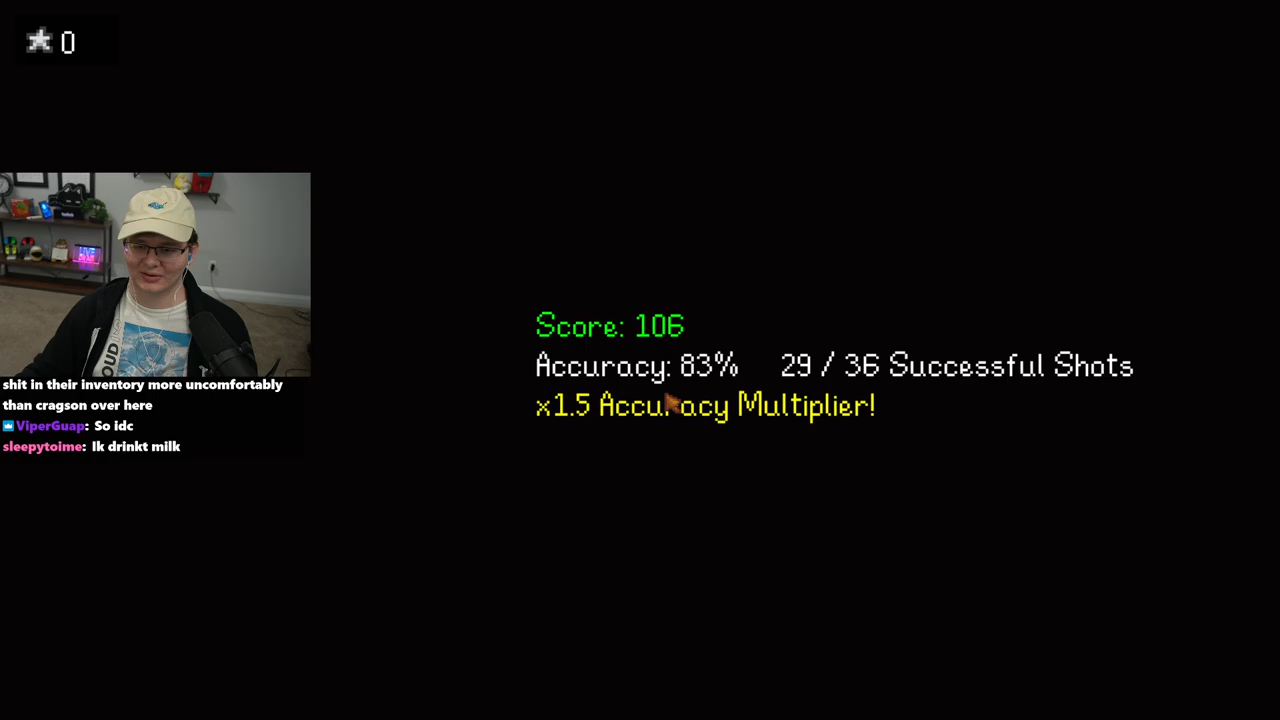 0
Score: 106
Accuracy: 83% 29 / 36 Successful Shots
x1.5 Accuracy Multiplier!
shit in their inventory more uncomfortably
than cragson over here
ViperGuap: So idc
sleepytoime: Ik drinkt milk